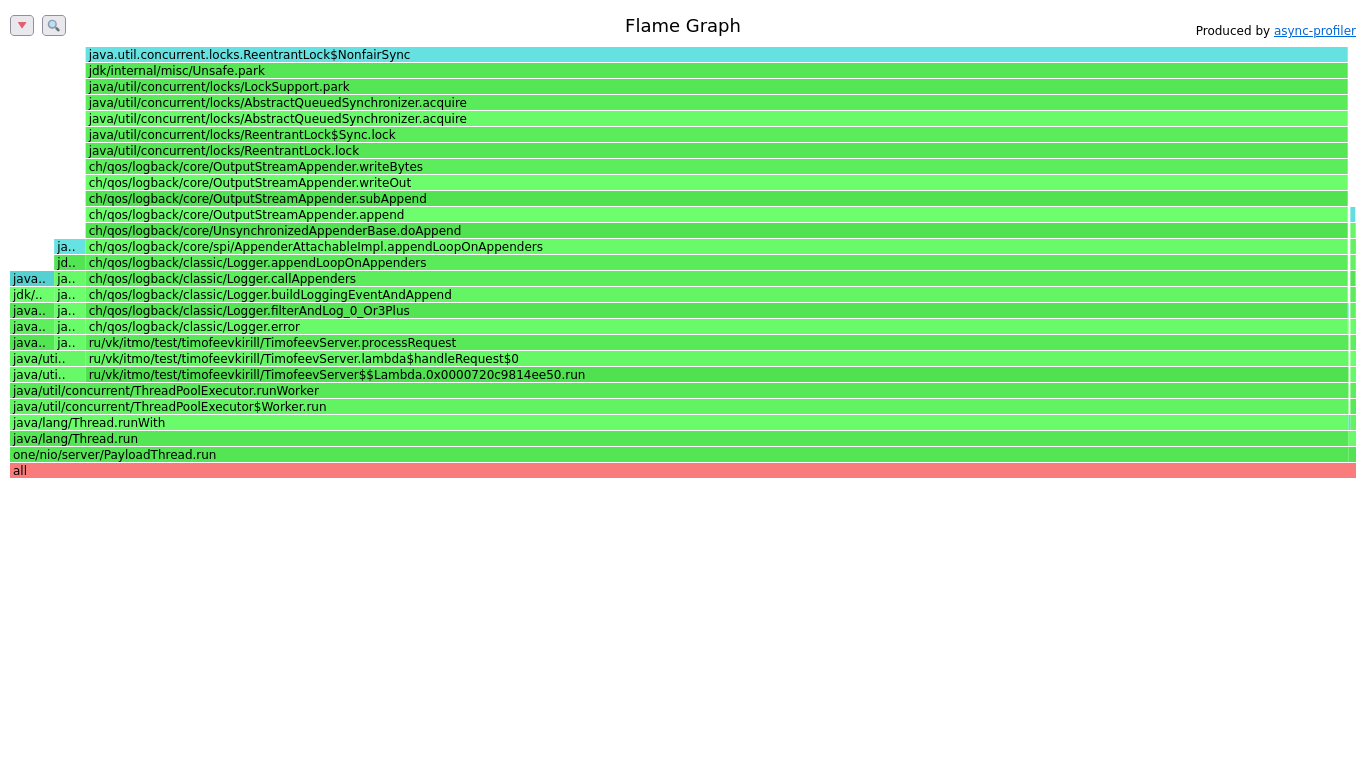 Flame Graph
Produced by async-profiler
java.util.concurrent.locks.ReentrantLock$NonfairSync
jdk/internal/misc/Unsafe.park
java/util/concurrent/locks/LockSupport.park
java/util/concurrent/locks/AbstractQueuedSynchronizer.acquire
java/util/concurrent/locks/AbstractQueuedSynchronizer.acquire
java/util/concurrent/locks/ReentrantLock$Sync.lock
java/util/concurrent/locks/ReentrantLock.lock
ch/qos/logback/core/OutputStreamAppender.writeBytes
ch/qos/logback/core/OutputStreamAppender.writeOut
ch/qos/logback/core/OutputStreamAppender.subAppend
ch/qos/logback/core/OutputStreamAppender.append
ch/qos/logback/core/UnsynchronizedAppenderBase.doAppend
ja.. ch/qos/logback/core/spi/AppenderAttachableImpl.appendLoopOnAppenders
jd.. ch/qos/logback/classic/Logger.appendLoopOnAppenders
java.. ja.. ch/qos/logback/classic/Logger.callAppenders
jdk/.. ja.. ch/qos/logback/classic/Logger.buildLoggingEventAndAppend
java.. ja.. ch/qos/logback/classic/Logger.filterAndLog_0_Or3Plus
java.. ja.. ch/qos/logback/classic/Logger.error
java.. ja.. ru/vk/itmo/test/timofeevkirill/TimofeevServer.processRequest
java/uti.. ru/vk/itmo/test/timofeevkirill/TimofeevServer.lambda$handleRequest$0
java/uti.. ru/vk/itmo/test/timofeevkirill/TimofeevServer$$Lambda.0x0000720c9814ee50.run
java/util/concurrent/ThreadPoolExecutor.runWorker
java/util/concurrent/ThreadPoolExecutor$Worker.run
java/lang/Thread.runWith
java/lang/Thread.run
one/nio/server/PayloadThread.run
all